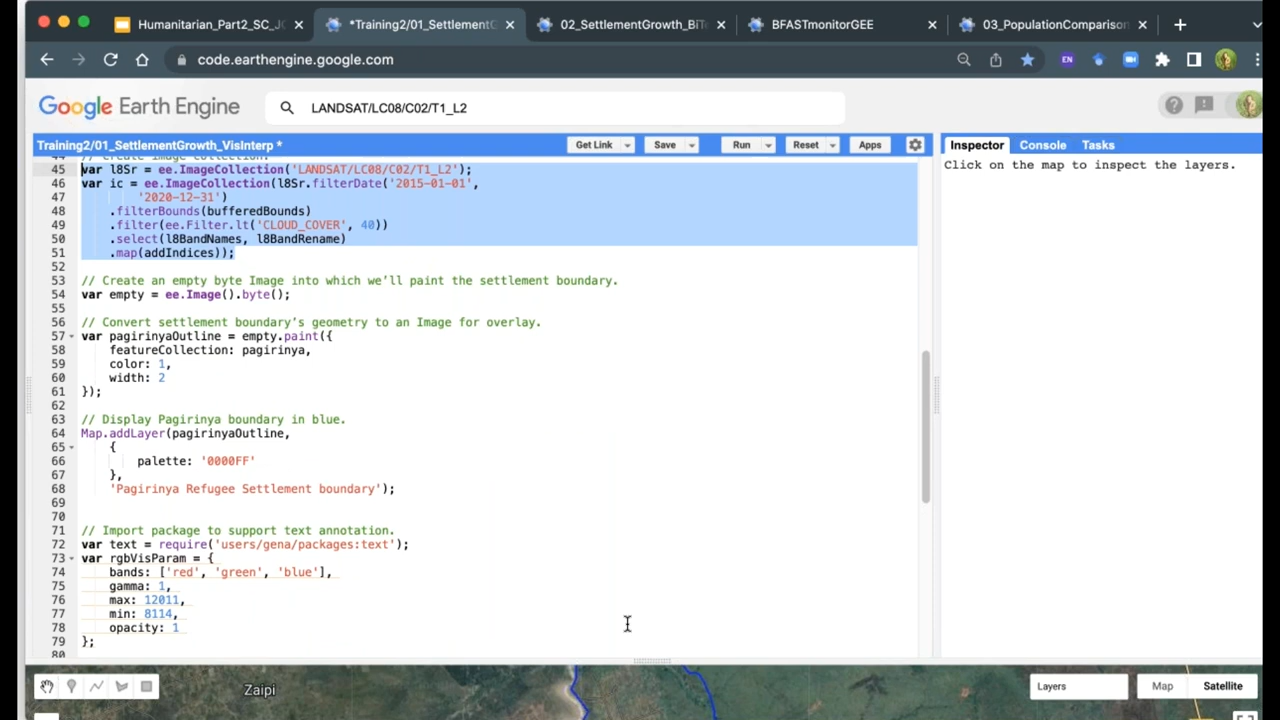 Humanitarian_Part2_SC_J
*Training2/01_SettlementG
02_SettlementGrowth_BiT
BFASTmonitorGEE
03_PopulationComparison
code.earthengine.google.com
EN
Google Earth Engine
LANDSAT/LC08/C02/T1_L2
Training2/01_SettlementGrowth_VisInterp *
Get Link
Save
Run
Reset
Apps
Inspector
Console
Tasks
Click on the map to inspect the layers.
44 // Create image collection.
45 var l8Sr = ee.ImageCollection('LANDSAT/LC08/C02/T1_L2');
46 var ic = ee.ImageCollection(l8Sr.filterDate('2015-01-01',
47 '2020-12-31')
48 .filterBounds(bufferedBounds)
49 .filter(ee.Filter.lt('CLOUD_COVER', 40))
50 .select(l8BandNames, l8BandRename)
51 .map(addIndices));
52
53 // Create an empty byte Image into which we’ll paint the settlement boundary.
54 var empty = ee.Image().byte();
55
56 // Convert settlement boundary’s geometry to an Image for overlay.
57 var pagirinyaOutline = empty.paint({
58 featureCollection: pagirinya,
59 color: 1,
60 width: 2
61 });
62
63 // Display Pagirinya boundary in blue.
64 Map.addLayer(pagirinyaOutline,
65 {
66 palette: '0000FF'
67 },
68 'Pagirinya Refugee Settlement boundary');
69
70
71 // Import package to support text annotation.
72 var text = require('users/gena/packages:text');
73 var rgbVisParam = {
74 bands: ['red', 'green', 'blue'],
75 gamma: 1,
76 max: 12011,
77 min: 8114,
78 opacity: 1
79 };
80
Zaipi
Layers
Map
Satellite